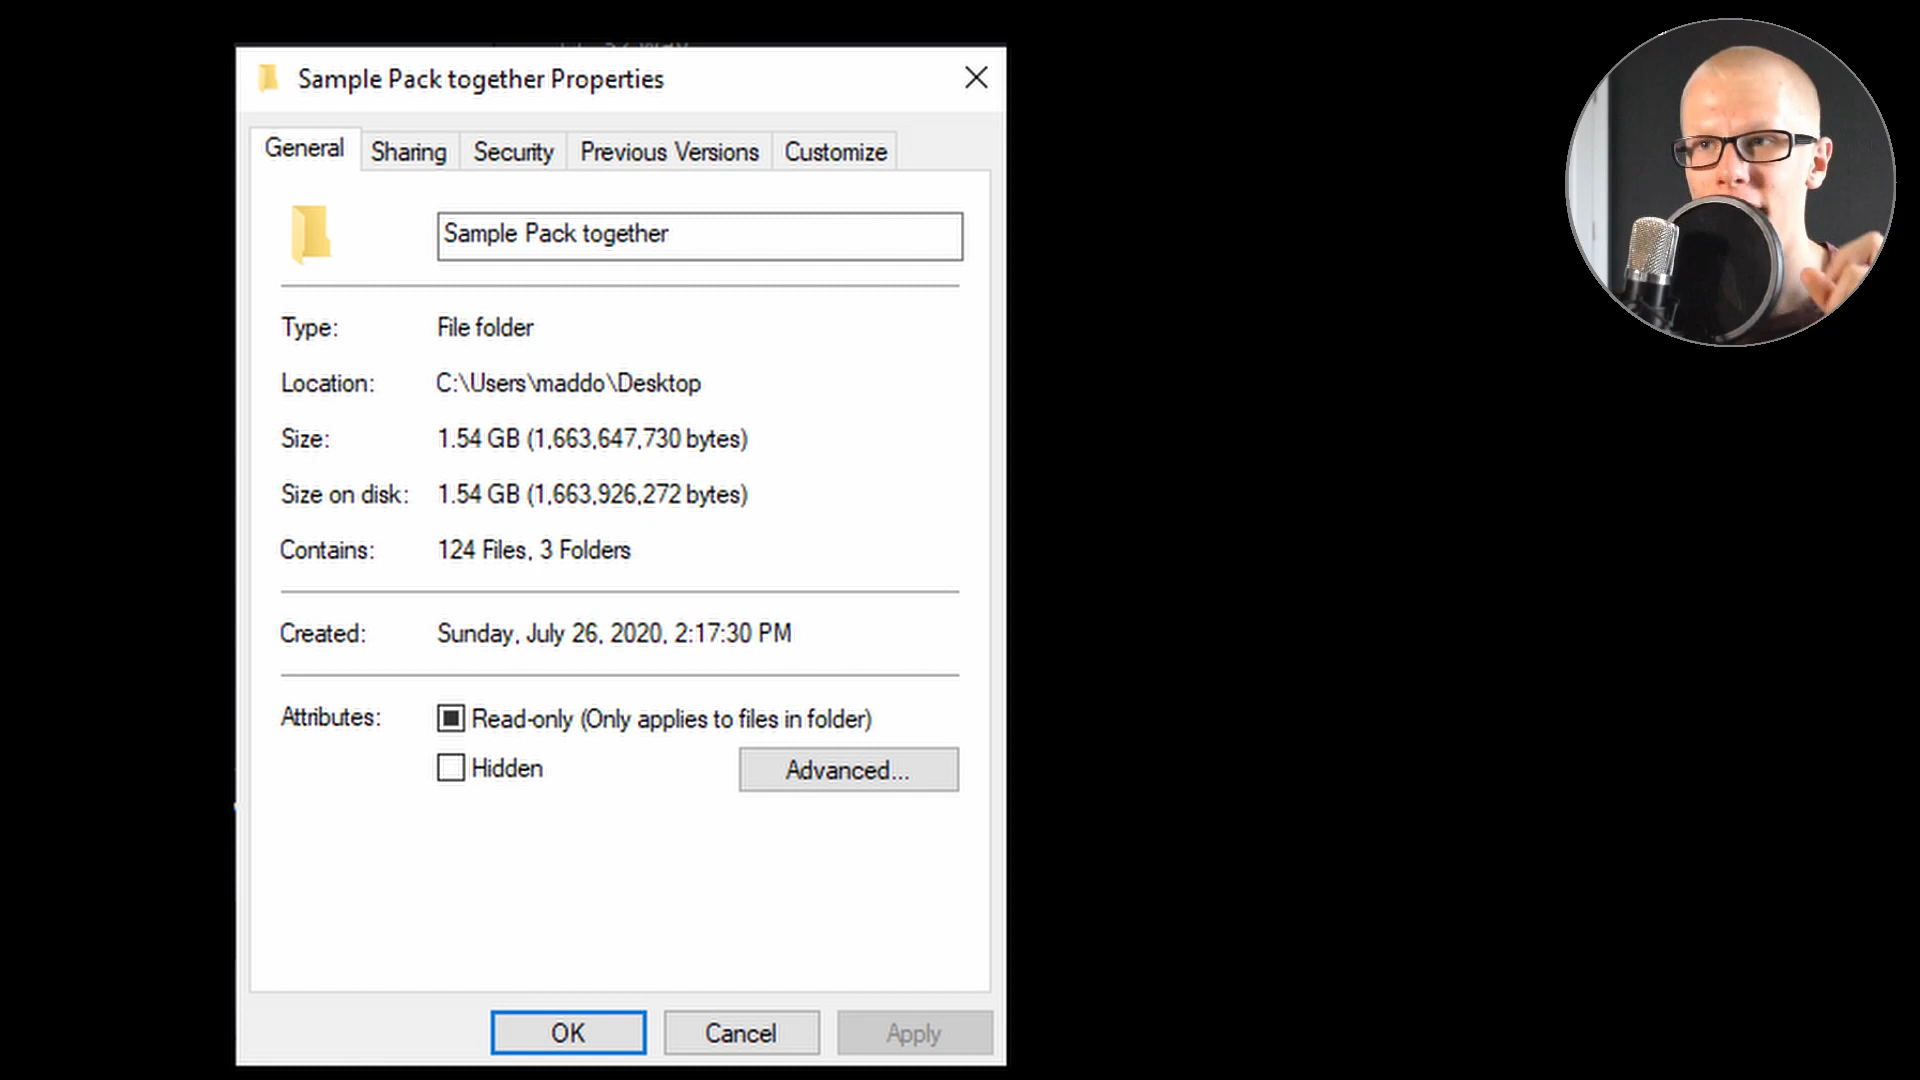 Sample Pack together Properties
General
Sharing
Security
Previous Versions
Customize
Sample Pack together
Type: File folder
Location: C:\Users\maddo\Desktop
Size: 1.54 GB (1,663,647,730 bytes)
Size on disk: 1.54 GB (1,663,926,272 bytes)
Contains: 124 Files, 3 Folders
Created: Sunday, July 26, 2020, 2:17:30 PM
Attributes: Read-only (Only applies to files in folder)
Hidden
Advanced...
OK
Cancel
Apply